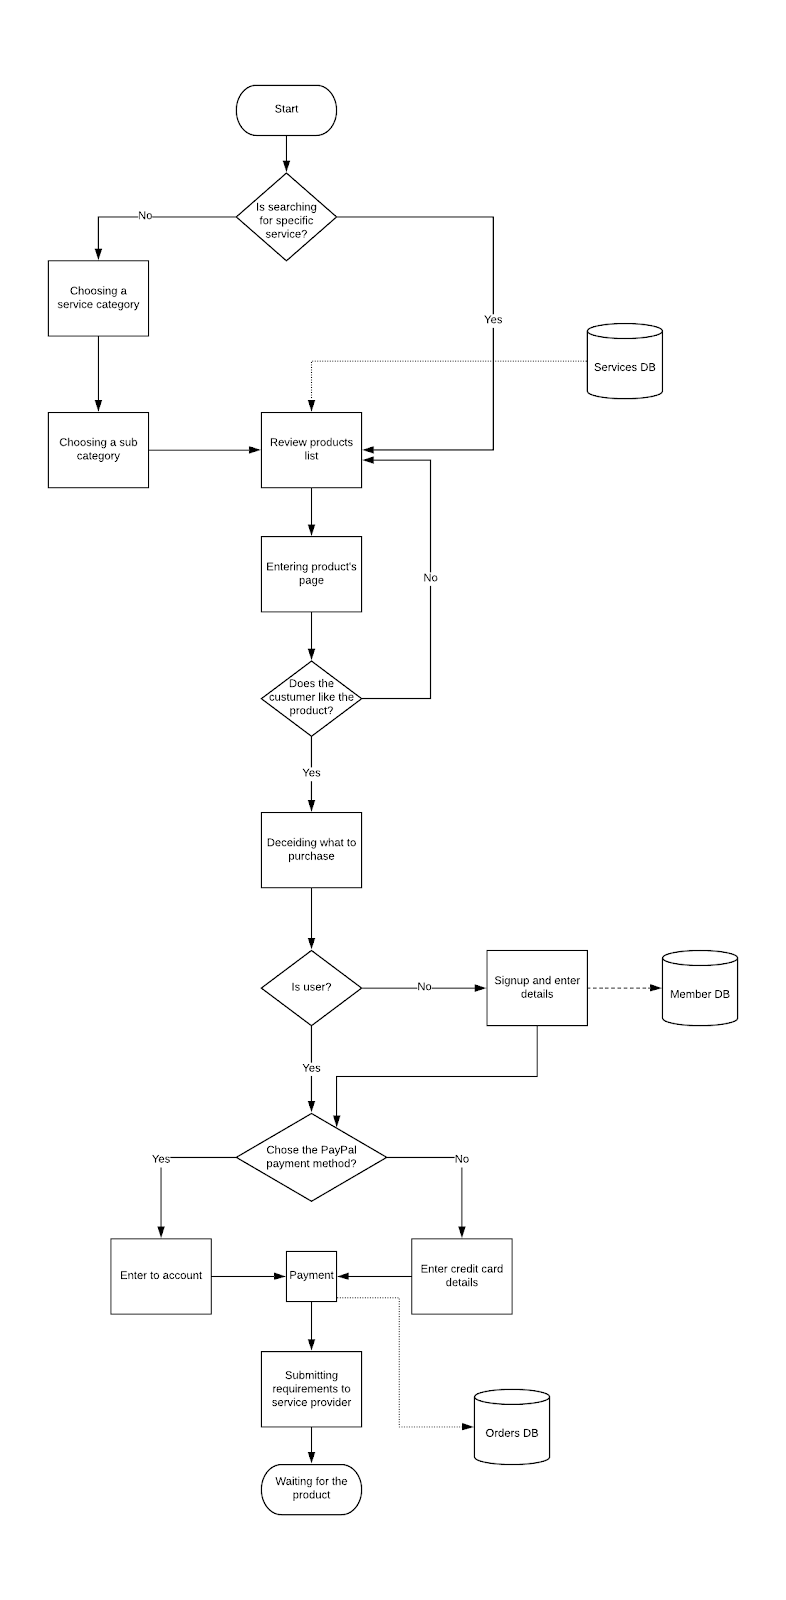 Start
Is searching
for specific
service?
No
Yes
Choosing a
service category
Services DB
Choosing a sub
category
Review products
list
Entering product's
page
No
Does the
custumer like the
product?
Yes
Deceiding what to
purchase
Is user?
No
Signup and enter
details
Member DB
Yes
Chose the PayPal
payment method?
Yes
No
Enter to account
Payment
Enter credit card
details
Submitting
requirements to
service provider
Orders DB
Waiting for the
product